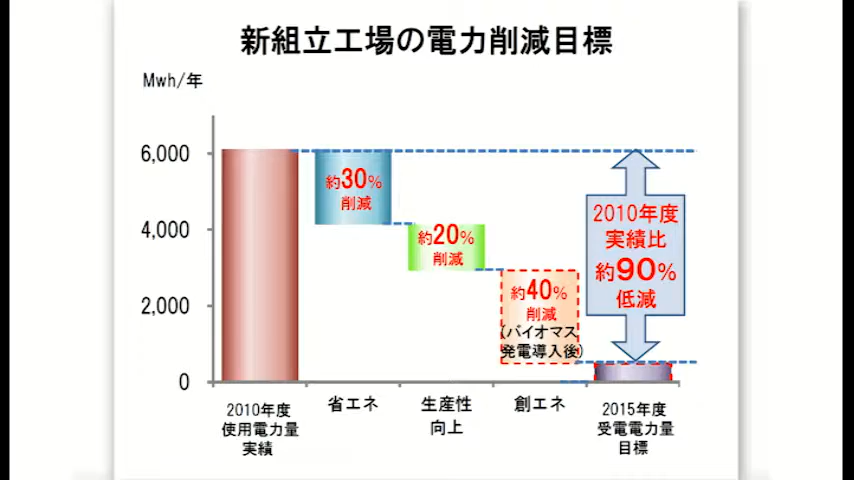 新組立工場の電力削減目標
Mwh/年
6,000
4,000
2,000
0
約30%
削減
約20%
削減
約40%
削減
(バイオマス
発電導入後)
2010年度
実績比
約90%
低減
2010年度
使用電力量
実績
省エネ
生産性
向上
創エネ
2015年度
受電電力量
目標